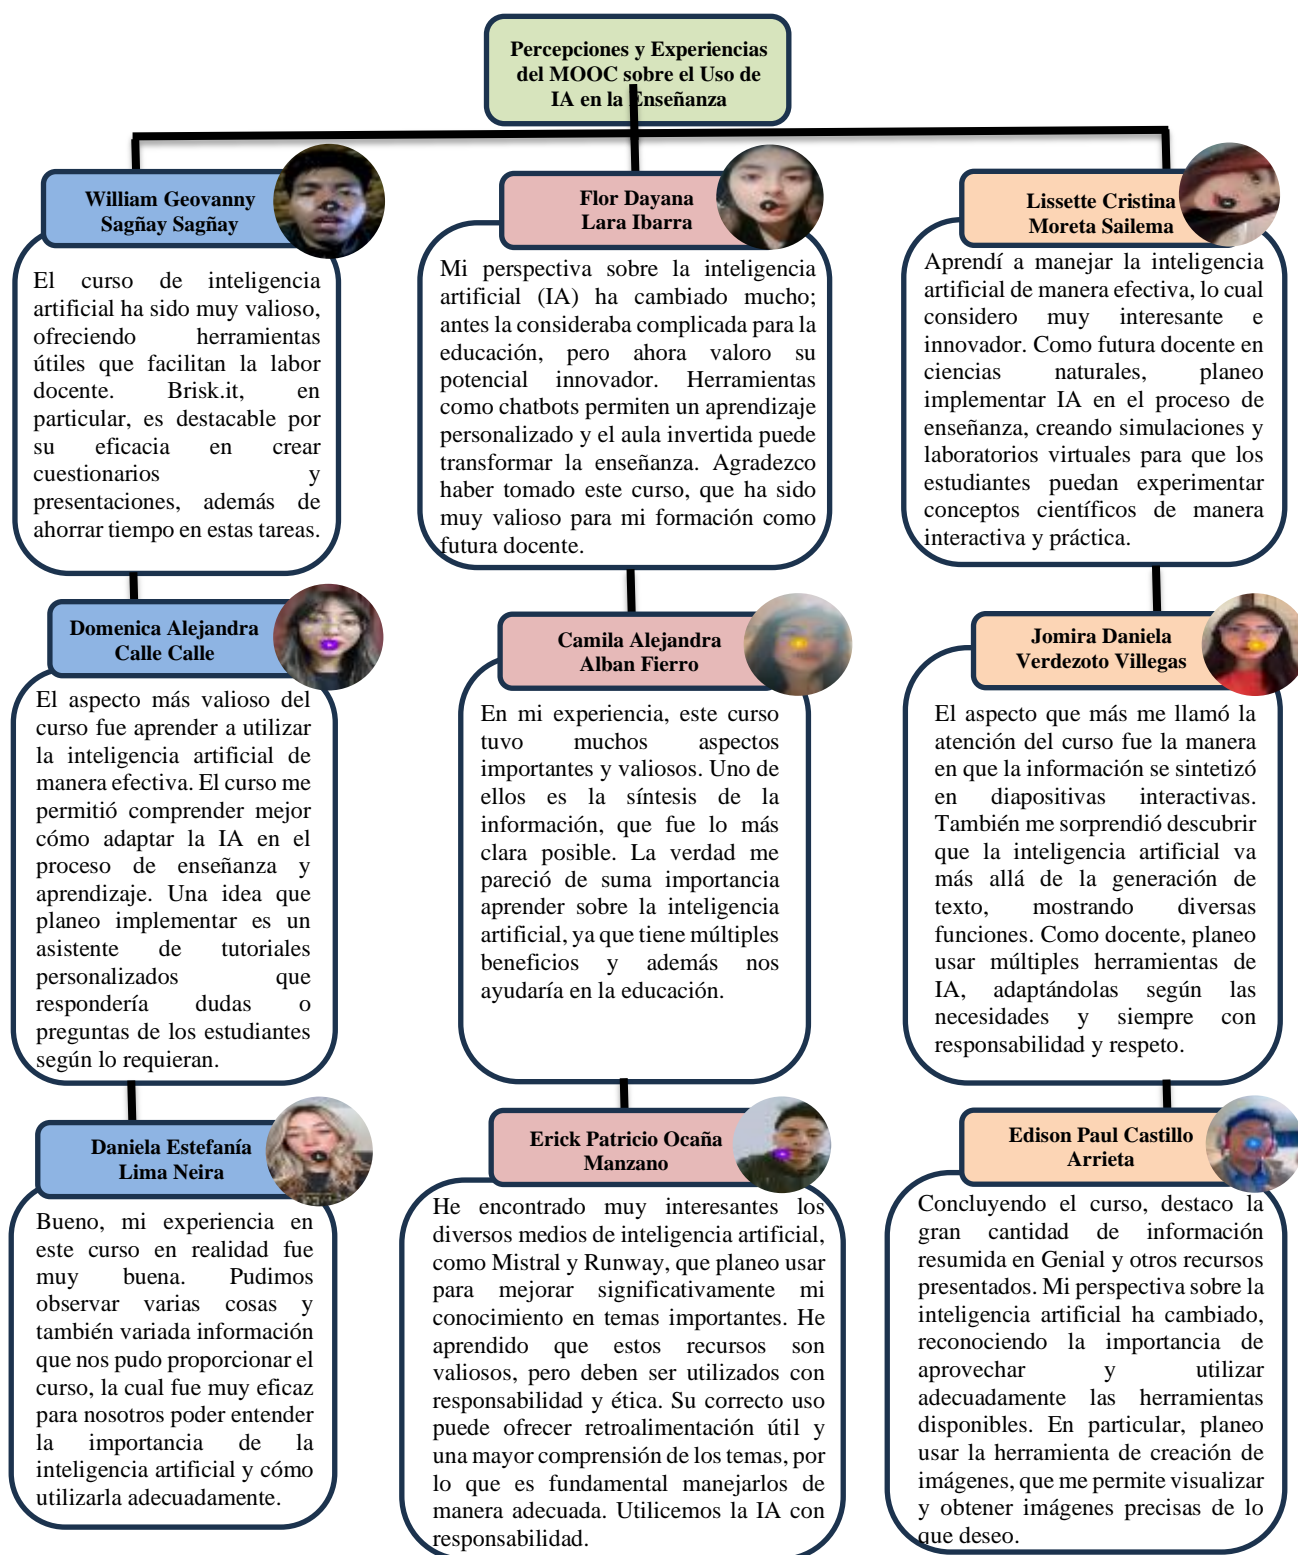 Percepciones y Experiencias
del MOOC sobre el Uso de
IA en la Enseñanza
William Geovanny
Sagñay Sagñay
El curso de inteligencia
artificial ha sido muy valioso,
ofreciendo herramientas
útiles que facilitan la labor
docente. Brisk.it, en
particular, es destacable por
su eficacia en crear
cuestionarios y
presentaciones, además de
ahorrar tiempo en estas tareas.
Flor Dayana
Lara Ibarra
Mi perspectiva sobre la inteligencia
artificial (IA) ha cambiado mucho;
antes la consideraba complicada para la
educación, pero ahora valoro su
potencial innovador. Herramientas
como chatbots permiten un aprendizaje
personalizado y el aula invertida puede
transformar la enseñanza. Agradezco
haber tomado este curso, que ha sido
muy valioso para mi formación como
futura docente.
Lissette Cristina
Moreta Sailema
Aprendí a manejar la inteligencia
artificial de manera efectiva, lo cual
considero muy interesante e
innovador. Como futura docente en
ciencias naturales, planeo
implementar IA en el proceso de
enseñanza, creando simulaciones y
laboratorios virtuales para que los
estudiantes puedan experimentar
conceptos científicos de manera
interactiva y práctica.
Domenica Alejandra
Calle Calle
El aspecto más valioso del
curso fue aprender a utilizar
la inteligencia artificial de
manera efectiva. El curso me
permitió comprender mejor
cómo adaptar la IA en el
proceso de enseñanza y
aprendizaje. Una idea que
planeo implementar es un
asistente de tutoriales
personalizados que
respondería dudas o
preguntas de los estudiantes
según lo requieran.
Camila Alejandra
Alban Fierro
En mi experiencia, este curso
tuvo muchos aspectos
importantes y valiosos. Uno de
ellos es la síntesis de la
información, que fue lo más
clara posible. La verdad me
pareció de suma importancia
aprender sobre la inteligencia
artificial, ya que tiene múltiples
beneficios y además nos
ayudaría en la educación.
Jomira Daniela
Verdezoto Villegas
El aspecto que más me llamó la
atención del curso fue la manera
en que la información se sintetizó
en diapositivas interactivas.
También me sorprendió descubrir
que la inteligencia artificial va
más allá de la generación de
texto, mostrando diversas
funciones. Como docente, planeo
usar múltiples herramientas de
IA, adaptándolas según las
necesidades y siempre con
responsabilidad y respeto.
Daniela Estefanía
Lima Neira
Bueno, mi experiencia en
este curso en realidad fue
muy buena. Pudimos
observar varias cosas y
también variada información
que nos pudo proporcionar el
curso, la cual fue muy eficaz
para nosotros poder entender
la importancia de la
inteligencia artificial y cómo
utilizarla adecuadamente.
Erick Patricio Ocaña
Manzano
He encontrado muy interesantes los
diversos medios de inteligencia artificial,
como Mistral y Runway, que planeo usar
para mejorar significativamente mi
conocimiento en temas importantes. He
aprendido que estos recursos son
valiosos, pero deben ser utilizados con
responsabilidad y ética. Su correcto uso
puede ofrecer retroalimentación útil y
una mayor comprensión de los temas, por
lo que es fundamental manejarlos de
manera adecuada. Utilicemos la IA con
responsabilidad.
Edison Paul Castillo
Arrieta
Concluyendo el curso, destaco la
gran cantidad de información
resumida en Genial y otros recursos
presentados. Mi perspectiva sobre la
inteligencia artificial ha cambiado,
reconociendo la importancia de
aprovechar y utilizar
adecuadamente las herramientas
disponibles. En particular, planeo
usar la herramienta de creación de
imágenes, que me permite visualizar
y obtener imágenes precisas de lo
que deseo.